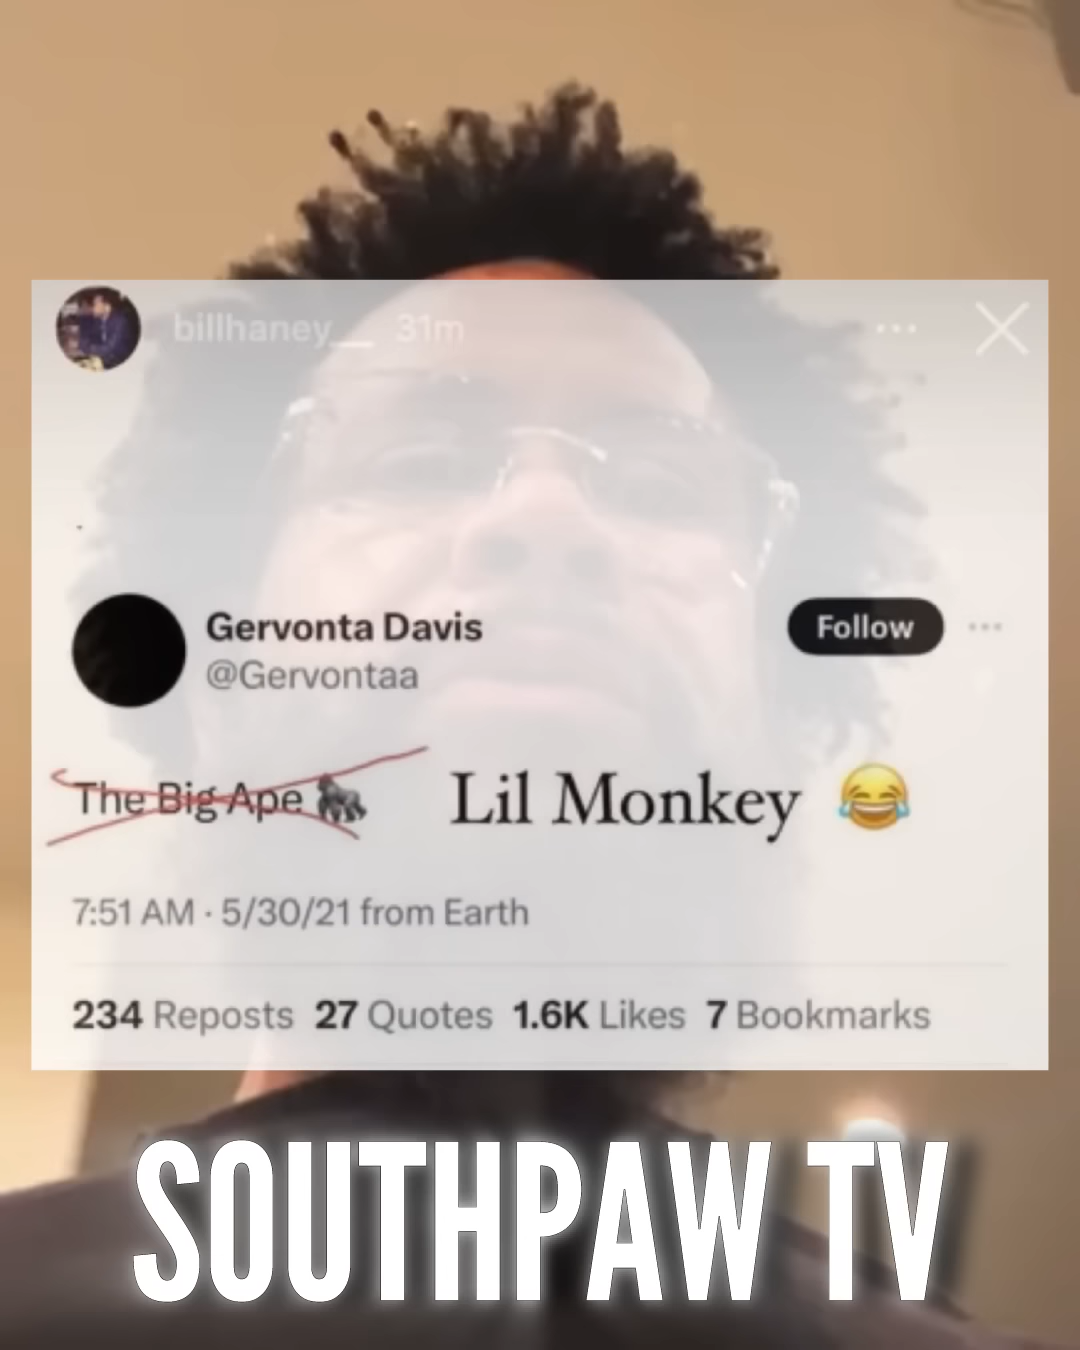 billhaney__ 31m
Gervonta Davis
@Gervontaa
Follow
The Big Ape 🦍 Lil Monkey 😂
7:51 AM · 5/30/21 from Earth
234 Reposts 27 Quotes 1.6K Likes 7 Bookmarks
SOUTHPAW TV